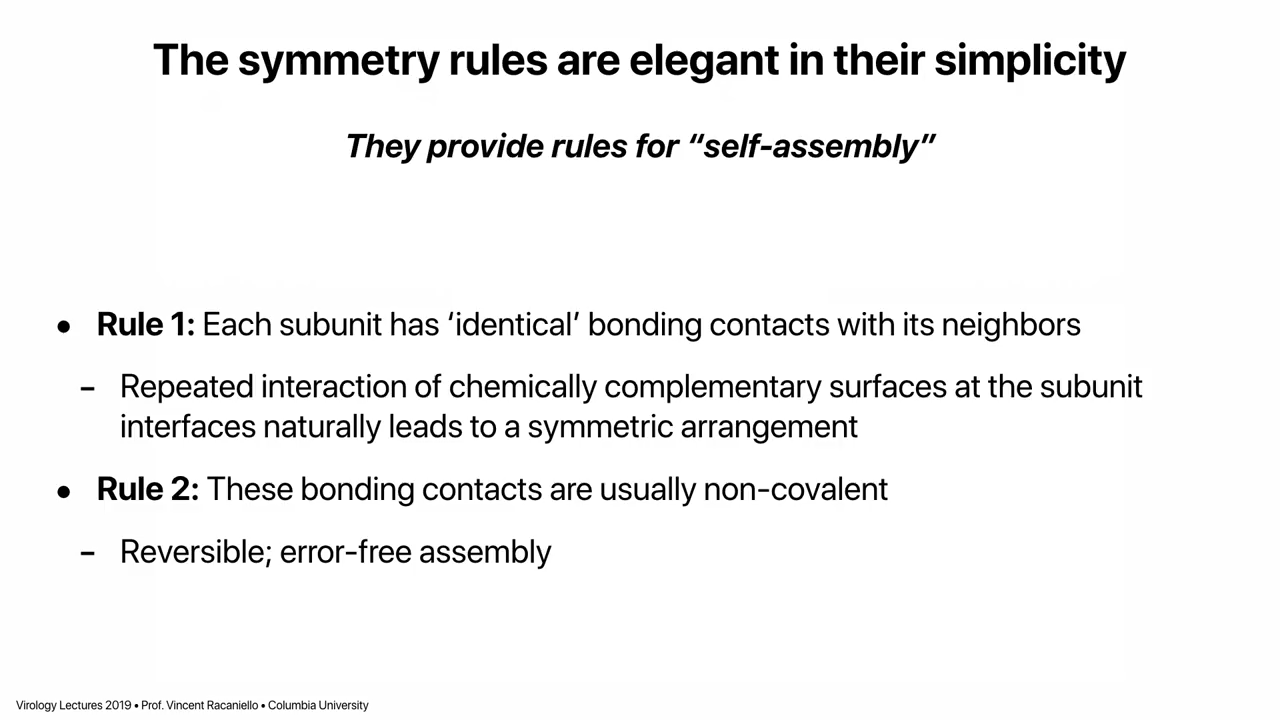 The symmetry rules are elegant in their simplicity
They provide rules for “self-assembly”
• Rule 1: Each subunit has ‘identical’ bonding contacts with its neighbors
– Repeated interaction of chemically complementary surfaces at the subunit
interfaces naturally leads to a symmetric arrangement
• Rule 2: These bonding contacts are usually non-covalent
– Reversible; error-free assembly
Virology Lectures 2019 • Prof. Vincent Racaniello • Columbia University